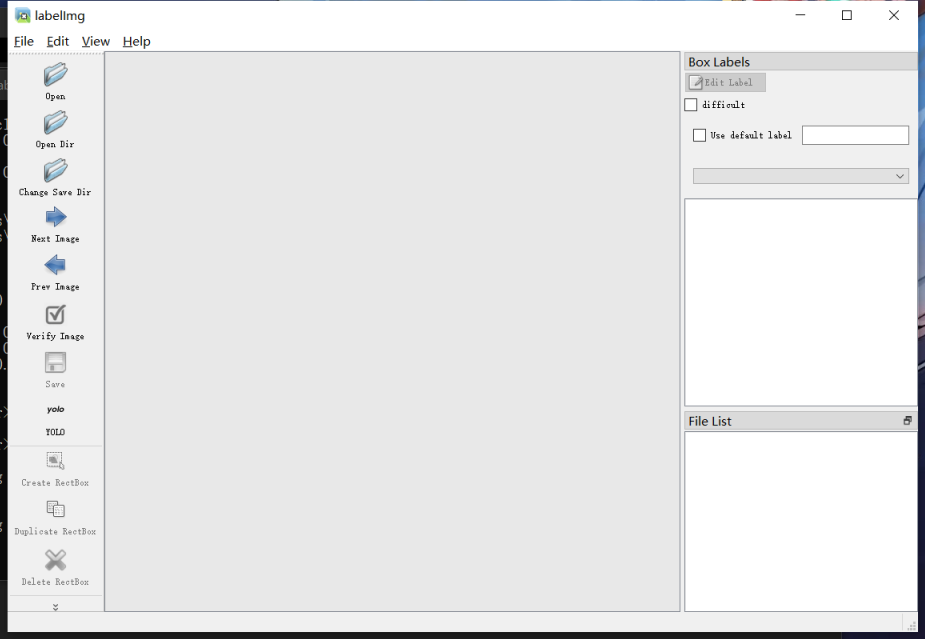 labelImg
File Edit View Help
Open
Open Dir
Change Save Dir
Next Image
Prev Image
Verify Image
Save
yolo
YOLO
Create RectBox
Duplicate RectBox
Delete RectBox
Box Labels
Edit Label
difficult
Use default label
File List